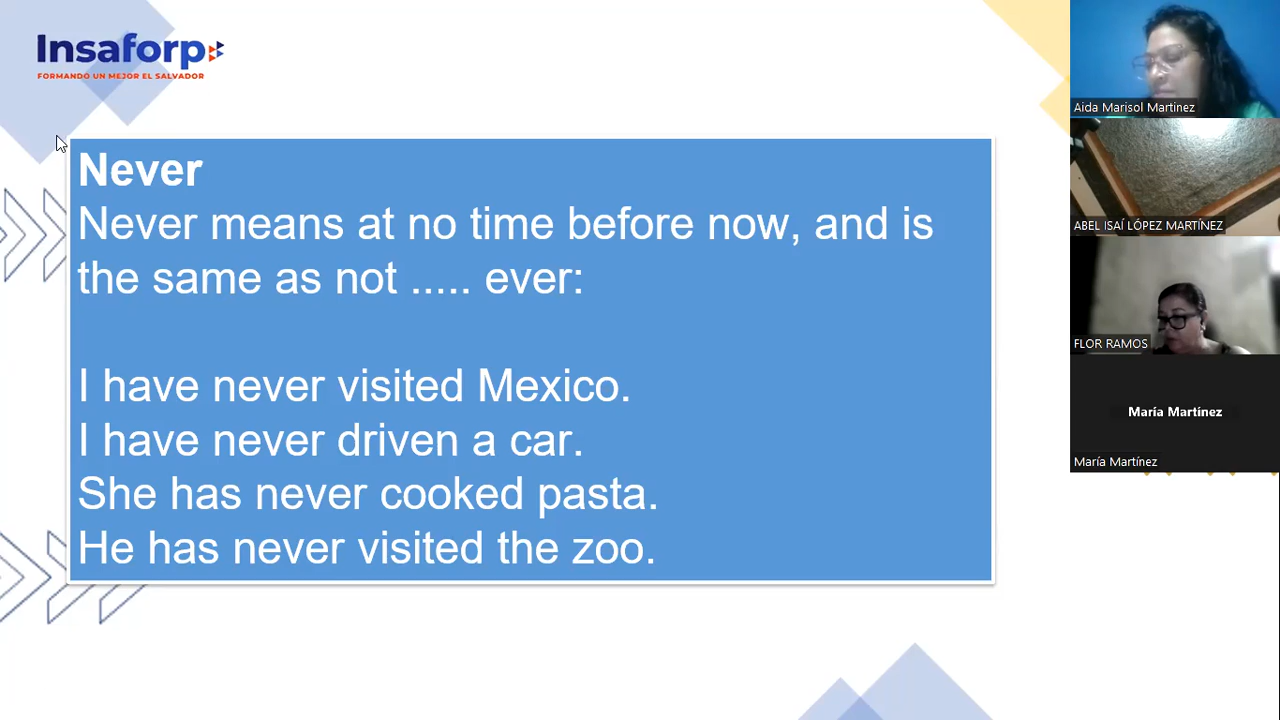 Insaforp
FORMANDO UN MEJOR EL SALVADOR
Never
Never means at no time before now, and is
the same as not ..... ever:
I have never visited Mexico.
I have never driven a car.
She has never cooked pasta.
He has never visited the zoo.
Aida Marisol Martinez
ABEL ISAÍ LÓPEZ MARTÍNEZ
FLOR RAMOS
María Martínez
María Martínez